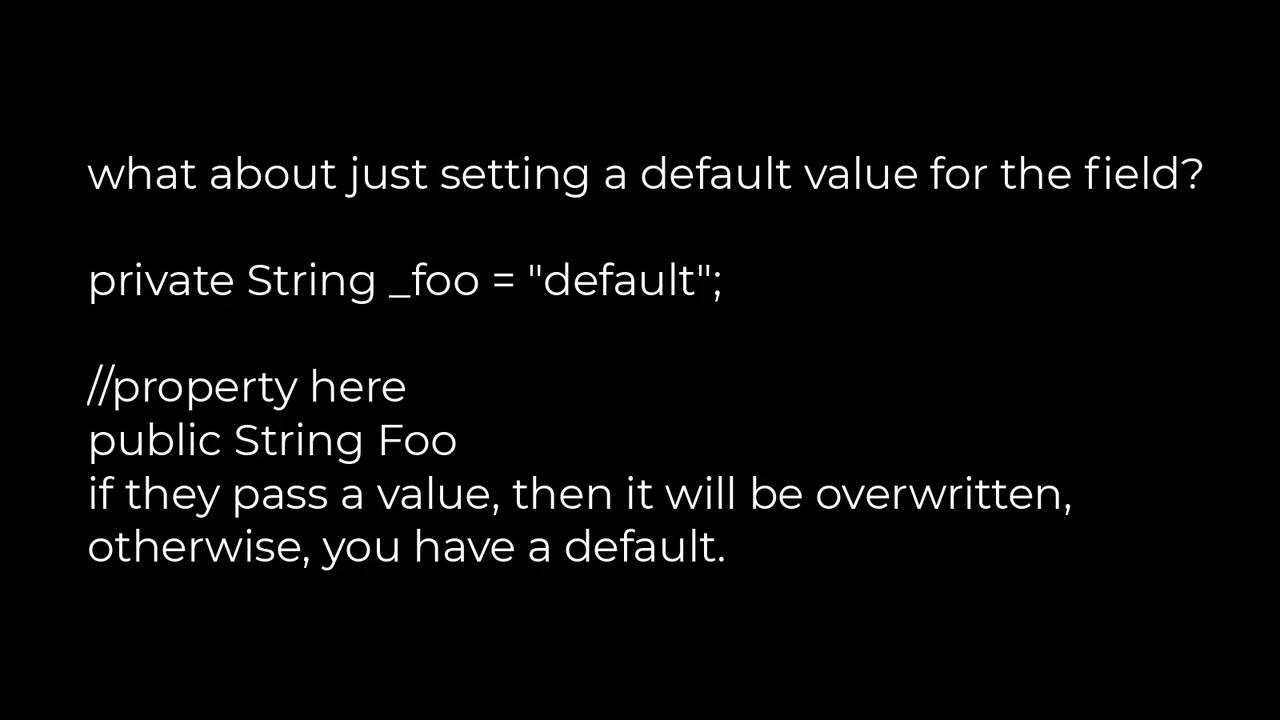 what about just setting a default value for the field?
private String _foo = "default";
//property here
public String Foo
if they pass a value, then it will be overwritten,
otherwise, you have a default.